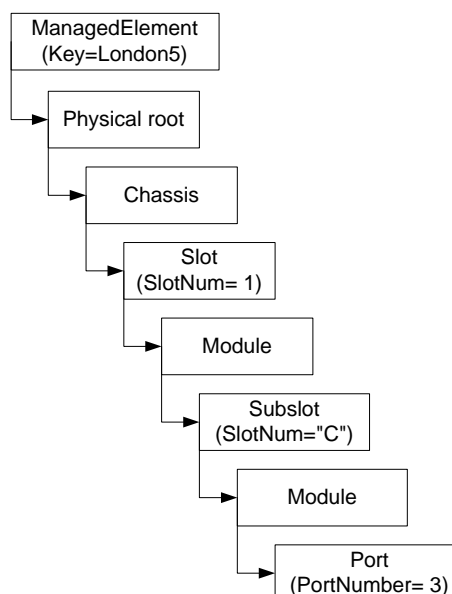 ManagedElement
(Key=London5)
Physical root
Chassis
Slot
(SlotNum= 1)
Module
Subslot
(SlotNum="C")
Module
Port
(PortNumber= 3)